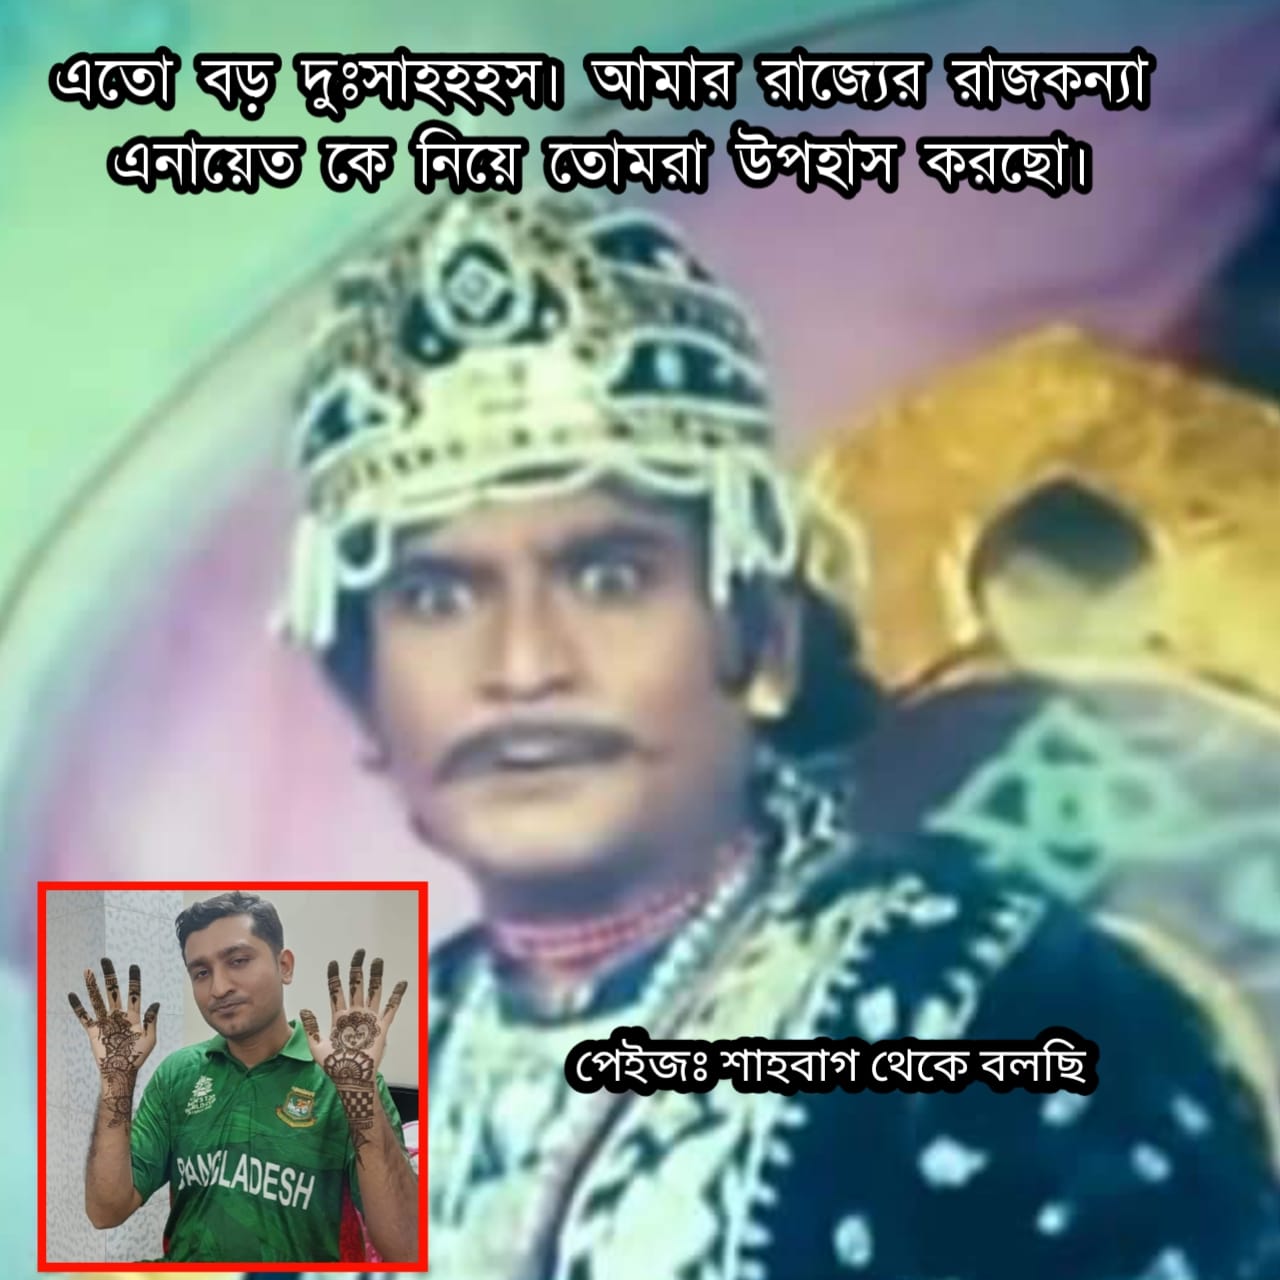 এতো বড় দুঃসাহহহস। আমার রাজ্যের রাজকন্যা
এনায়েত কে নিয়ে তোমরা উপহাস করছো।
পেইজঃ শাহবাগ থেকে বলছি
BANGLADESH